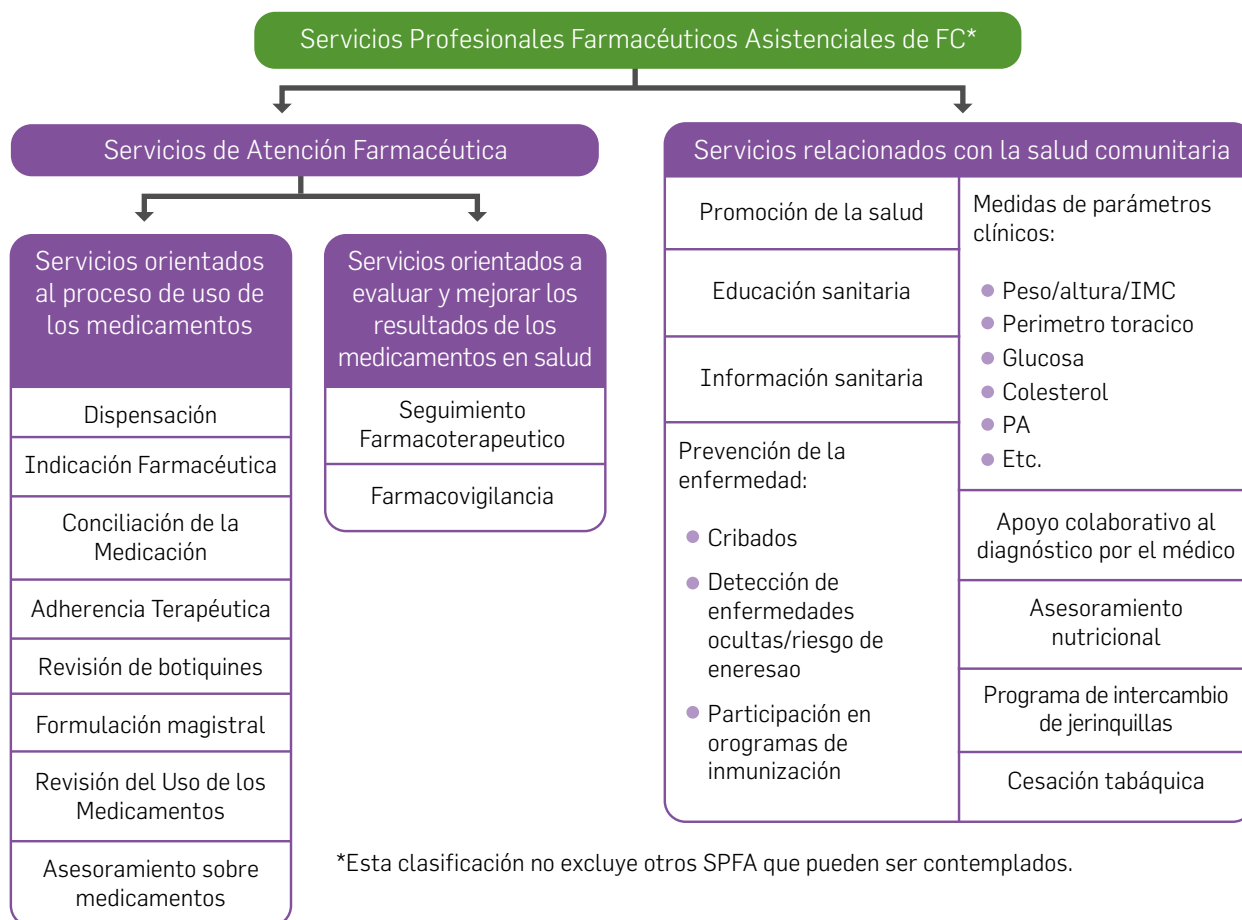 Servicios Profesionales Farmacéuticos Asistenciales de FC*
Servicios de Atención Farmacéutica
Servicios orientados
al proceso de uso de
los medicamentos
Dispensación
Indicación Farmacéutica
Conciliación de la
Medicación
Adherencia Terapéutica
Revisión de botiquines
Formulación magistral
Revisión del Uso de los
Medicamentos
Asesoramiento sobre
medicamentos
Servicios orientados a
evaluar y mejorar los
resultados de los
medicamentos en salud
Seguimiento
Farmacoterapeutico
Farmacovigilancia
Servicios relacionados con la salud comunitaria
Promoción de la salud
Educación sanitaria
Información sanitaria
Prevención de la
enfermedad:
Cribados
Detección de
enfermedades
ocultas/riesgo de
eneresao
Participación en
orogramas de
inmunización
Medidas de parámetros
clínicos:
Peso/altura/IMC
Perimetro toracico
Glucosa
Colesterol
PA
Etc.
Apoyo colaborativo al
diagnóstico por el médico
Asesoramiento
nutricional
Programa de intercambio
de jerinquillas
Cesación tabáquica
*Esta clasificación no excluye otros SPFA que pueden ser contemplados.